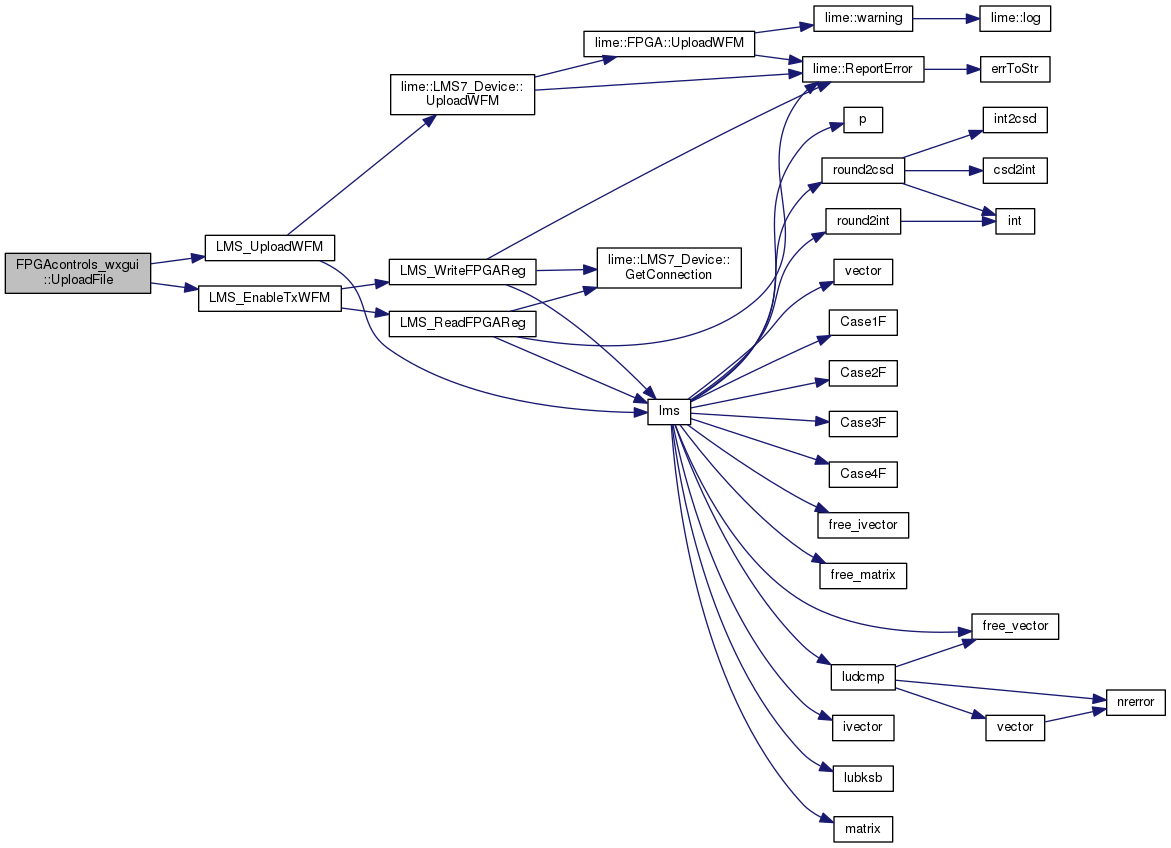 lime::warning
lime::log
lime::FPGA::UploadWFM
lime::ReportError
errToStr
lime::LMS7_Device::
UploadWFM
p
int2csd
round2csd
csd2int
round2int
int
LMS_UploadWFM
FPGAcontrols_wxgui
::UploadFile
LMS_WriteFPGAReg
lime::LMS7_Device::
GetConnection
vector
LMS_EnableTxWFM
LMS_ReadFPGAReg
Case1F
Case2F
lms
Case3F
Case4F
free_ivector
free_matrix
free_vector
ludcmp
nrerror
ivector
vector
lubksb
matrix